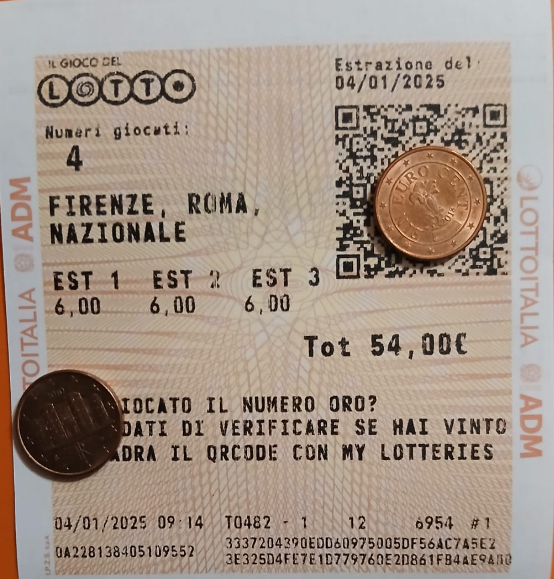 IL GIOCO DEL
LOTTO
Estrazione del:
04/01/2025
Numeri giocati:
4
FIRENZE, ROMA,
NAZIONALE
EST 1 EST 2 EST 3
6,00 6,00 6,00
Tot 54,00€
IOCATO IL NUMERO ORO?
DATI DI VERIFICARE SE HAI VINTO
ADRA IL QRCODE CON MY LOTTERIES
04/01/2025 09:14 T0482 - 1 12 6954 #1
0A228138405109552
ADM
TOITALIA
LOTTOITALIA
ADM
EURO CENT